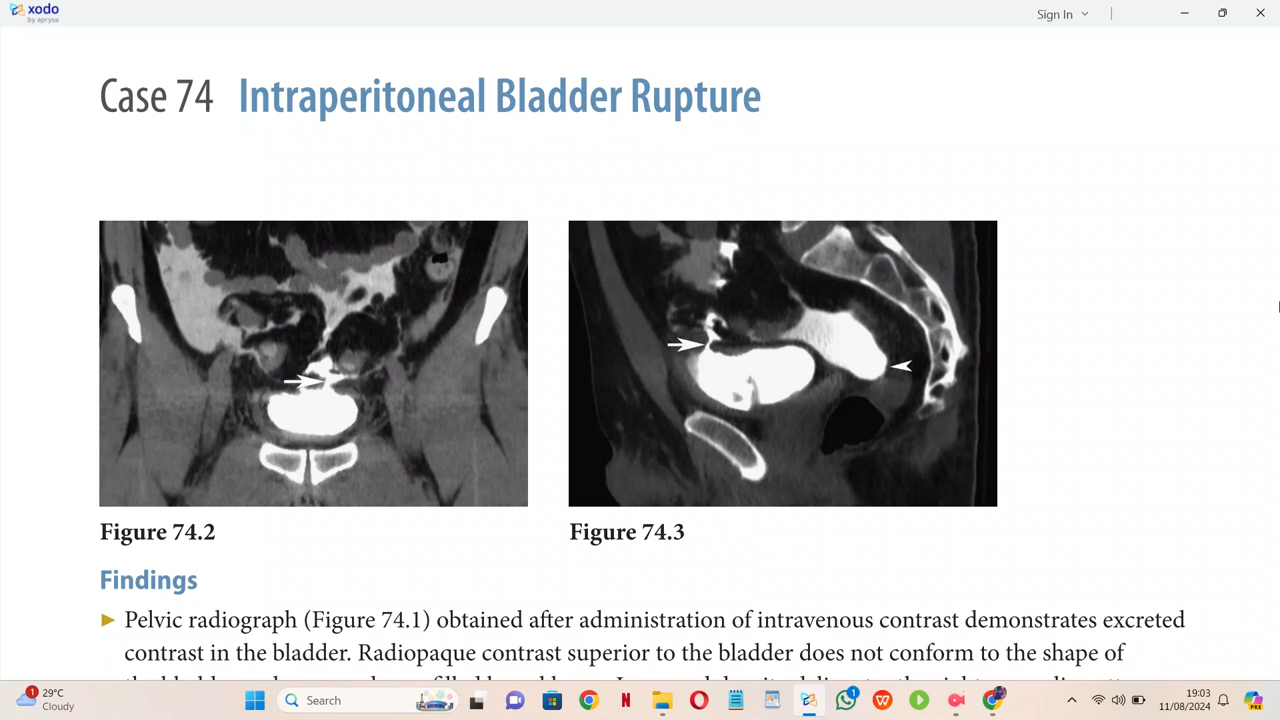 xodo
by apryse
Sign In
Case 74 Intraperitoneal Bladder Rupture
Figure 74.2
Figure 74.3
Findings
Pelvic radiograph (Figure 74.1) obtained after administration of intravenous contrast demonstrates excreted
contrast in the bladder. Radiopaque contrast superior to the bladder does not conform to the shape of
1
29°C
Cloudy
Search
1
19:03
11/08/2024